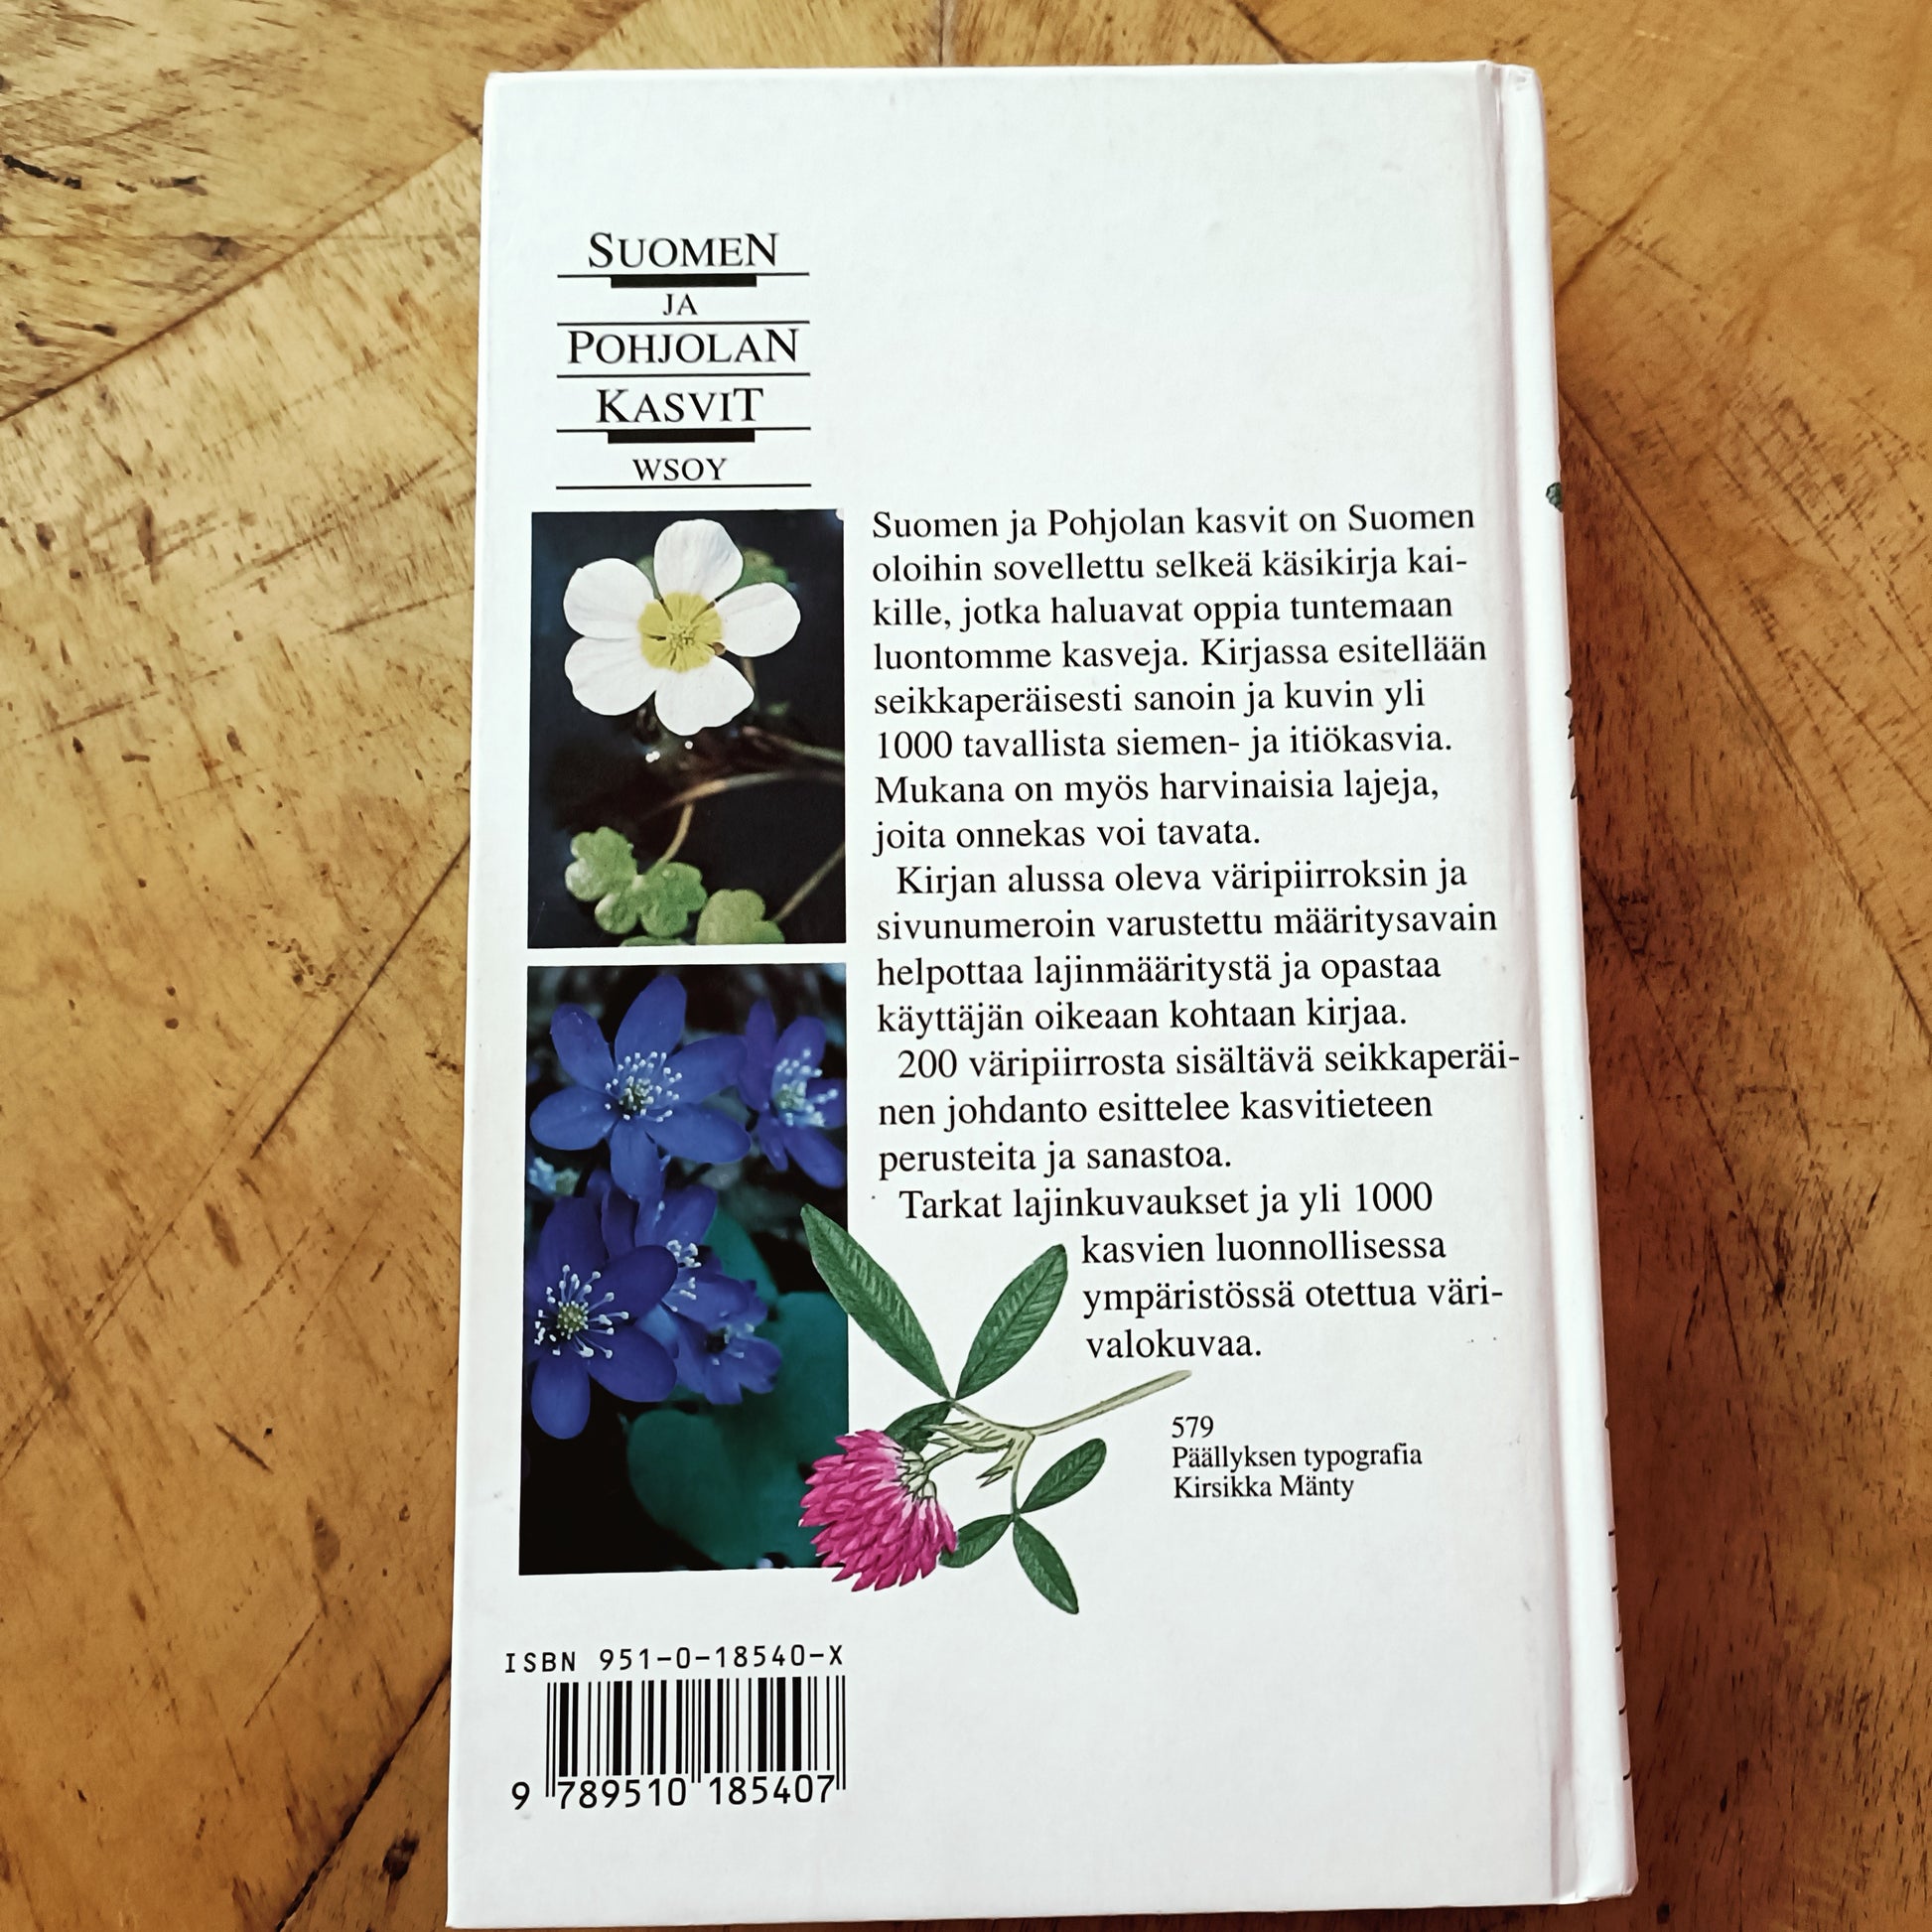 SUOMEN
JA
POHJOLAN
KASVIT
WSOY
Suomen ja Pohjolan kasvit on Suomen
oloihin sovellettu selkeä käsikirja kai-
kille, jotka haluavat oppia tuntemaan
luontomme kasveja. Kirjassa esitellään
seikkaperäisesti sanoin ja kuvin yli
1000 tavallista siemen- ja itiökasvia.
Mukana on myös harvinaisia lajeja,
joita onnekas voi tavata.
Kirjan alussa oleva väripiirroksin ja
sivunumeroin varustettu määritysavain
helpottaa lajinmääritystä ja opastaa
käyttäjän oikeaan kohtaan kirjaa.
200 väripiirrosta sisältävä seikkaperäi-
nen johdanto esittelee kasvitieteen
perusteita ja sanastoa.
Tarkat lajinkuvaukset ja yli 1000
kasvien luonnollisessa
ympäristössä otettua väri-
valokuvaa.
579
Päällyksen typografia
Kirsikka Mänty
ISBN 951-0-18540-X
9 789510 185407